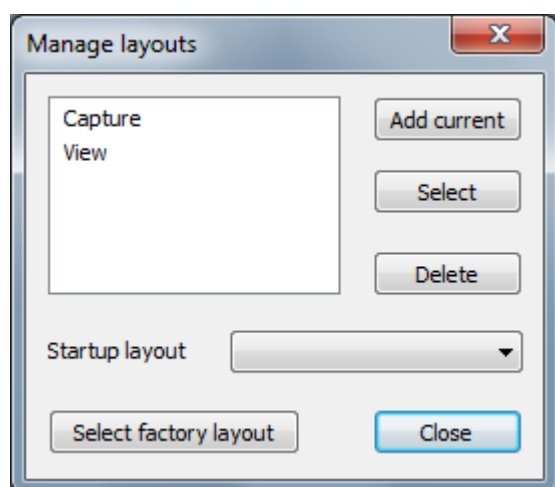 Manage layouts
Capture
View
Add current
Select
Delete
Startup layout
Select factory layout
Close